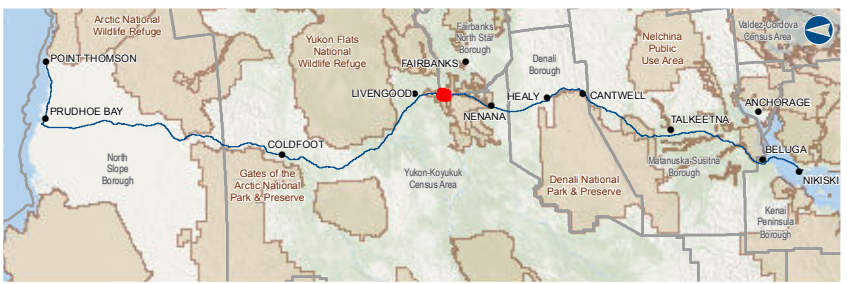 Arctic National
Wildlife Refuge
POINT THOMSON
PRUDHOE BAY
North
Slope
Borough
COLDFOOT
Gates of the
Arctic National
Park & Preserve
Yukon Flats
National
Wildlife Refuge
LIVENGOOD
FAIRBANKS
Fairbanks
North Star
Borough
NENANA
Yukon-Koyukuk
Census Area
Denali
Borough
HEALY
CANTWELL
Denali National
Park & Preserve
Nelchina
Public
Use Area
TALKEETNA
Matanuska-Susitna
Borough
Valdez-Cordova
Census Area
ANCHORAGE
BELUGA
NIKISKI
Kenai
Peninsula
Borough